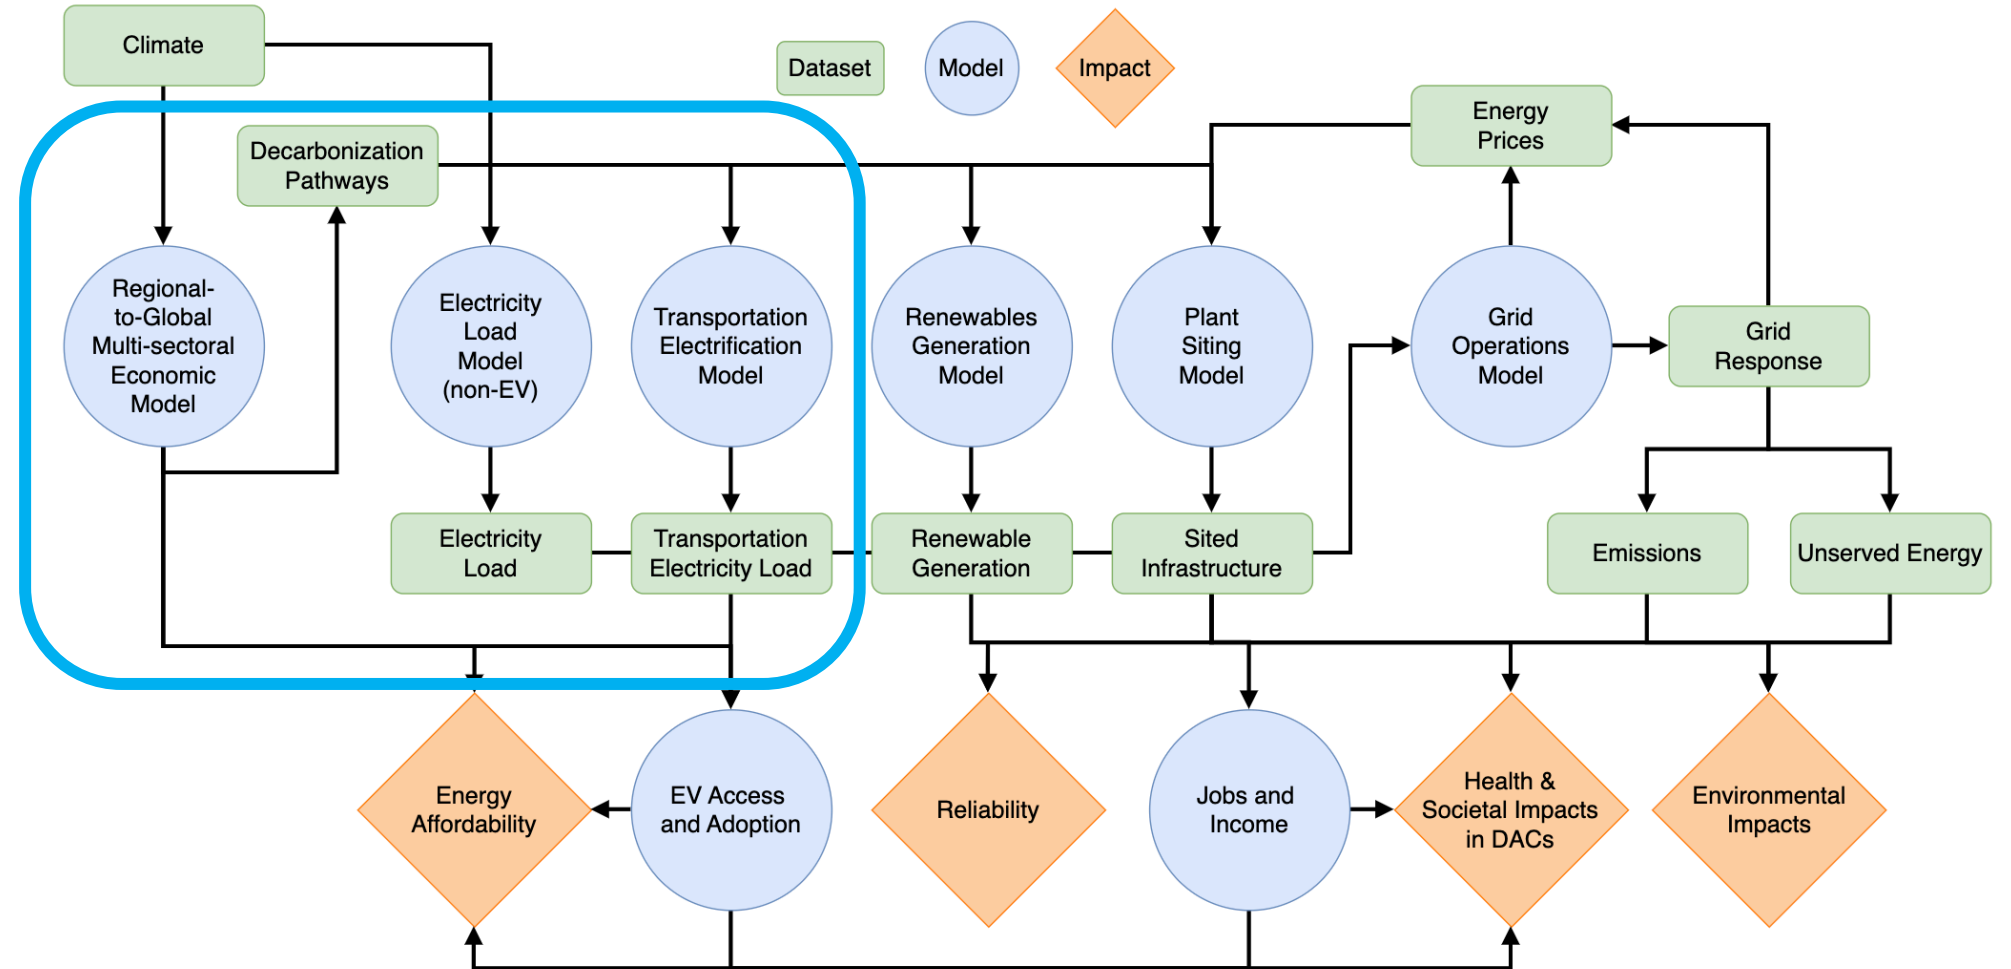 Climate
Dataset
Model
Impact
Energy
Prices
Decarbonization
Pathways
Regional-
to-Global
Multi-sectoral
Economic
Model
Electricity
Load
Model
(non-EV)
Transportation
Electrification
Model
Renewables
Generation
Model
Plant
Siting
Model
Grid
Operations
Model
Grid
Response
Electricity
Load
Transportation
Electricity Load
Renewable
Generation
Sited
Infrastructure
Emissions
Unserved Energy
Energy
Affordability
EV Access
and Adoption
Reliability
Jobs and
Income
Health &
Societal Impacts
in DACs
Environmental
Impacts